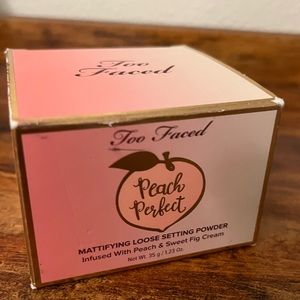 Too
Faced
Too Faced
Peach
Perfect
MATTIFYING LOOSE SETTING POWDER
Infused With Peach & Sweet Fig Cream
Net Wt. 35 g / 1.23 Oz.